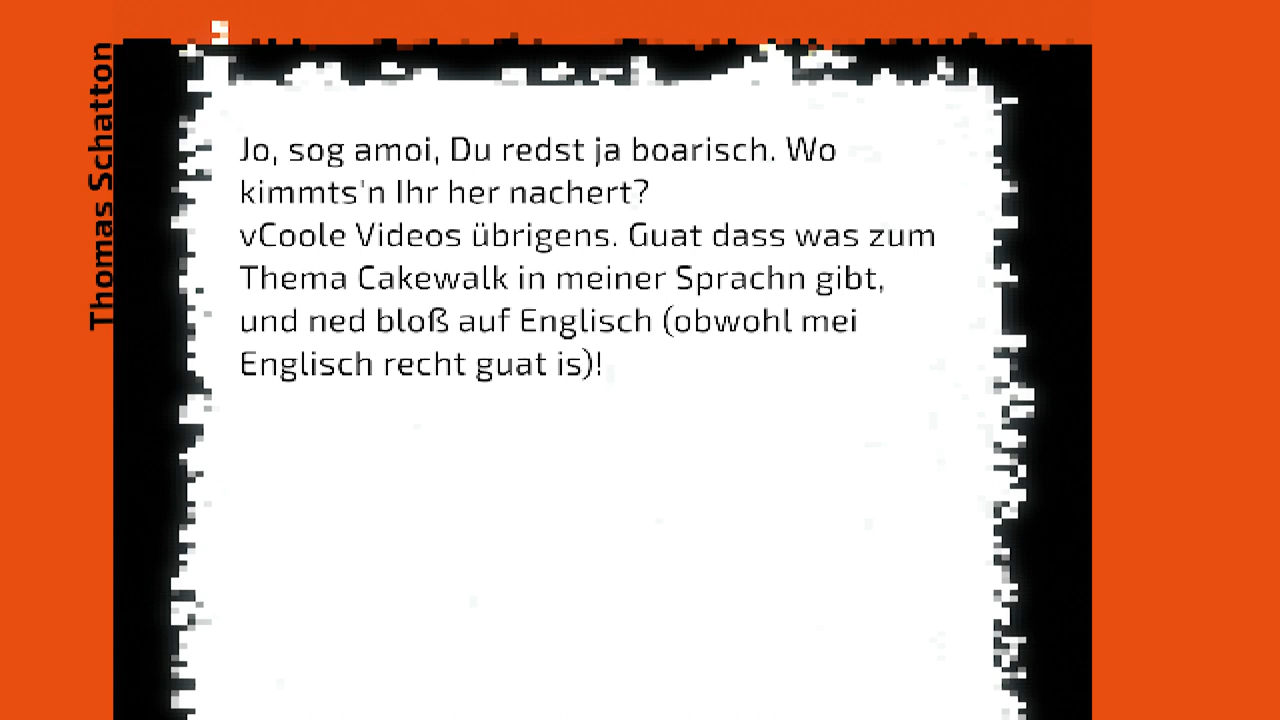 Thomas Schatton
Jo, sog amoi, Du redst ja boarisch. Wo
kimmts'n Ihr her nachert?
vCoole Videos übrigens. Guat dass was zum
Thema Cakewalk in meiner Sprachn gibt,
und ned bloß auf Englisch (obwohl mei
Englisch recht guat is)!